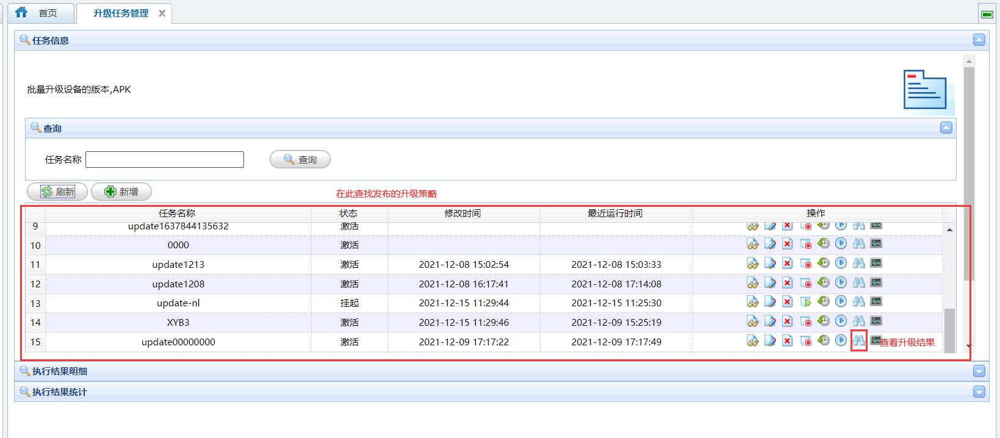 首页 升级任务管理
任务信息
批量升级设备的版本,APK
查询
任务名称 查询
刷新 新增
在此查找发布的升级策略
任务名称 状态 修改时间 最近运行时间 操作
9 update1637844135632 激活
10 0000 激活
11 update1213 激活 2021-12-08 15:02:54 2021-12-08 15:03:33
12 update1208 激活 2021-12-08 16:17:41 2021-12-08 17:14:08
13 update-nl 挂起 2021-12-15 11:29:44 2021-12-15 11:25:30
14 XYB3 激活 2021-12-15 11:29:46 2021-12-09 15:25:19
15 update00000000 激活 2021-12-09 17:17:22 2021-12-09 17:17:49 查看升级结果
执行结果明细
执行结果统计